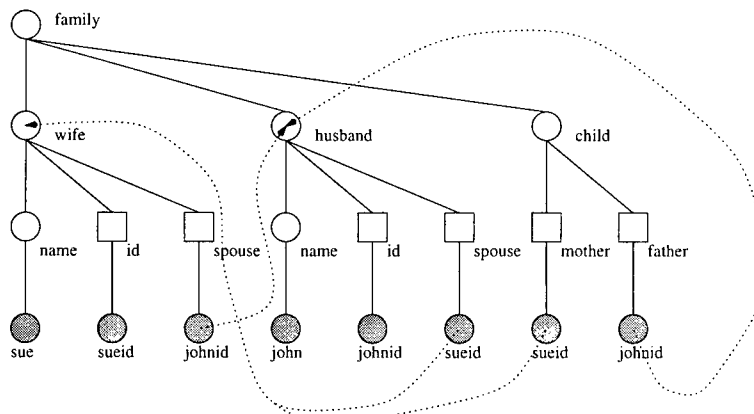 family
wife
husband
child
name
id
spouse
name
id
spouse
mother
father
sue
sueid
johnid
john
johnid
sueid
sueid
johnid